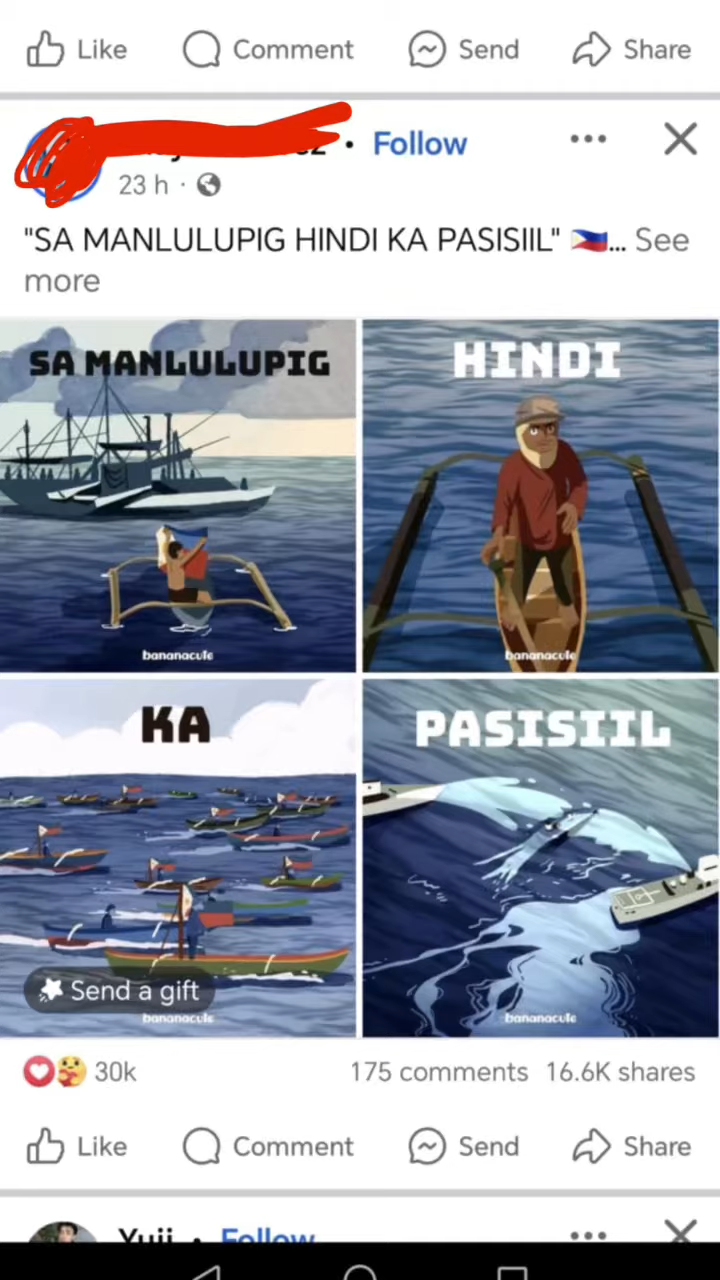 Like Comment Send Share
Follow
23 h
"SA MANLULUPIG HINDI KA PASISIIL" 🇵🇭... See
more
SA MANLULUPIG
bananacute
HINDI
bananacute
KA
Send a gift
bananacute
PASISIIL
bananacute
30k 175 comments 16.6K shares
Like Comment Send Share
Follow